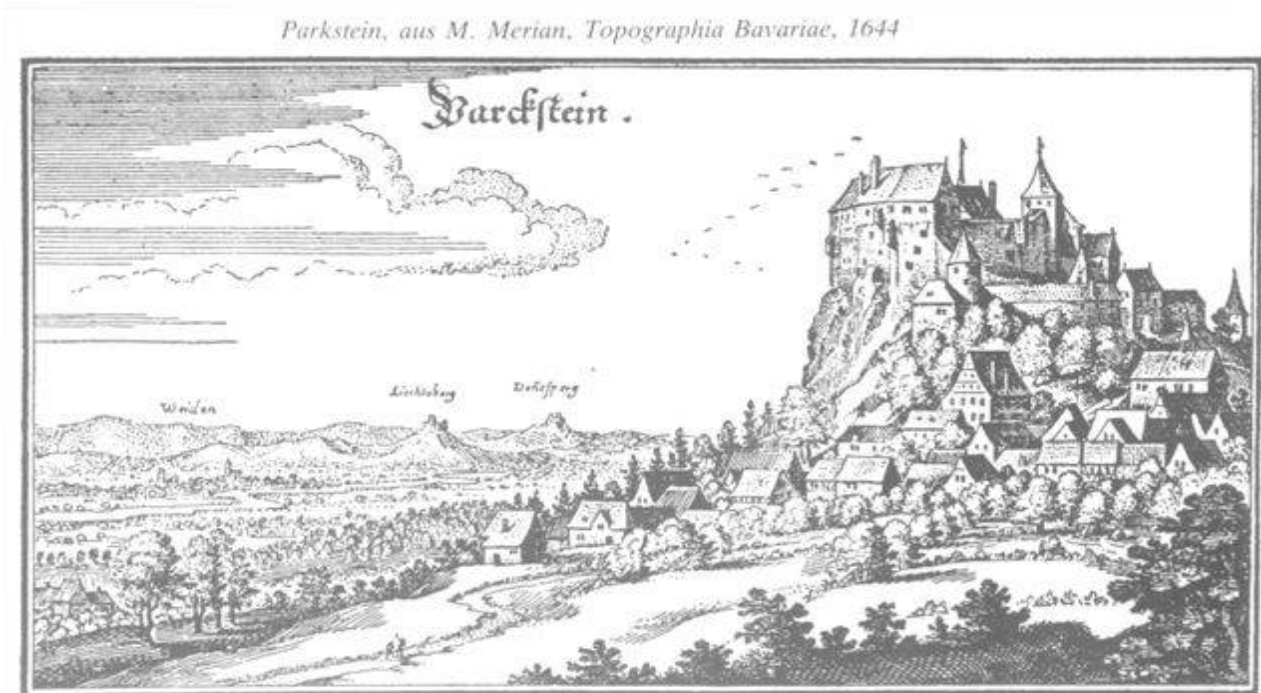 Parkstein, aus M. Merian, Topographia Bavariae, 1644
Parckſtein .
Weiden